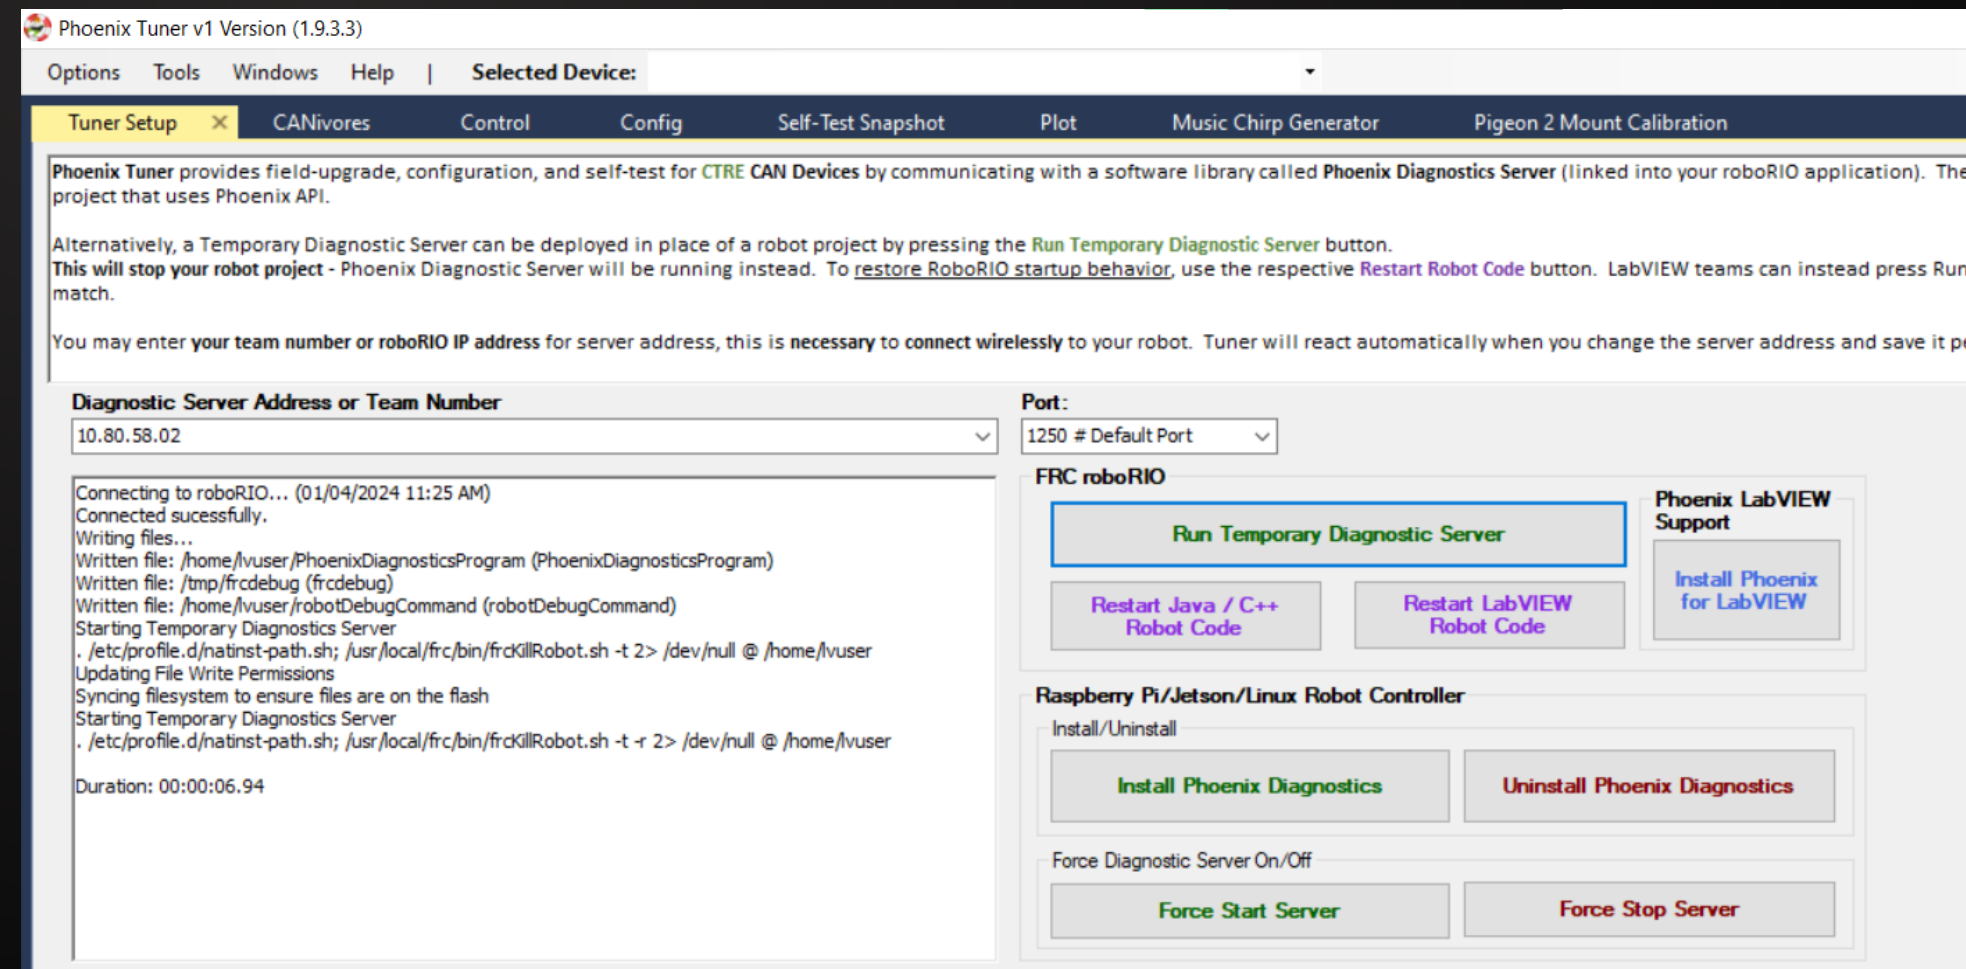 Phoenix Tuner v1 Version (1.9.3.3)
Options Tools Windows Help | Selected Device:
Tuner Setup × CANivores Control Config Self-Test Snapshot Plot Music Chirp Generator Pigeon 2 Mount Calibration
Phoenix Tuner provides field-upgrade, configuration, and self-test for CTRE CAN Devices by communicating with a software library called Phoenix Diagnostics Server (linked into your roboRIO application). The
project that uses Phoenix API.
Alternatively, a Temporary Diagnostic Server can be deployed in place of a robot project by pressing the Run Temporary Diagnostic Server button.
This will stop your robot project - Phoenix Diagnostic Server will be running instead. To restore RoboRIO startup behavior, use the respective Restart Robot Code button. LabVIEW teams can instead press Run
match.
You may enter your team number or roboRIO IP address for server address, this is necessary to connect wirelessly to your robot. Tuner will react automatically when you change the server address and save it pe
Diagnostic Server Address or Team Number
10.80.58.02
Port:
1250 # Default Port
Connecting to roboRIO... (01/04/2024 11:25 AM)
Connected sucessfully.
Writing files...
Written file: /home/lvuser/PhoenixDiagnosticsProgram (PhoenixDiagnosticsProgram)
Written file: /tmp/frcdebug (frcdebug)
Written file: /home/lvuser/robotDebugCommand (robotDebugCommand)
Starting Temporary Diagnostics Server
. /etc/profile.d/natinst-path.sh; /usr/local/frc/bin/frcKillRobot.sh -t 2> /dev/null @ /home/lvuser
Updating File Write Permissions
Syncing filesystem to ensure files are on the flash
Starting Temporary Diagnostics Server
. /etc/profile.d/natinst-path.sh; /usr/local/frc/bin/frcKillRobot.sh -t -r 2> /dev/null @ /home/lvuser
Duration: 00:00:06.94
FRC roboRIO
Run Temporary Diagnostic Server
Restart Java / C++
Robot Code
Restart LabVIEW
Robot Code
Phoenix LabVIEW
Support
Install Phoenix
for LabVIEW
Raspberry Pi/Jetson/Linux Robot Controller
Install/Uninstall
Install Phoenix Diagnostics
Uninstall Phoenix Diagnostics
Force Diagnostic Server On/Off
Force Start Server
Force Stop Server